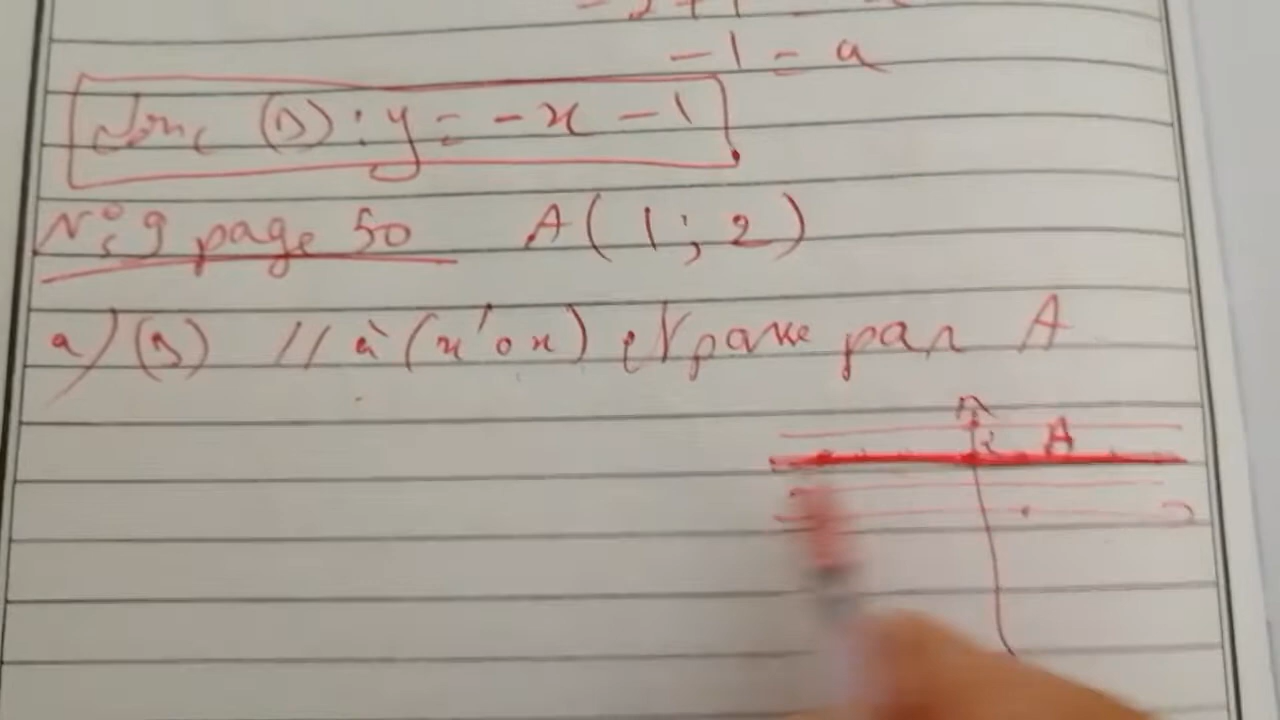 -1 = a
Donc (D): y = -x - 1
N° 9 page 50 A(1; 2)
a) (D) // à (x'ox) et passe par A
A